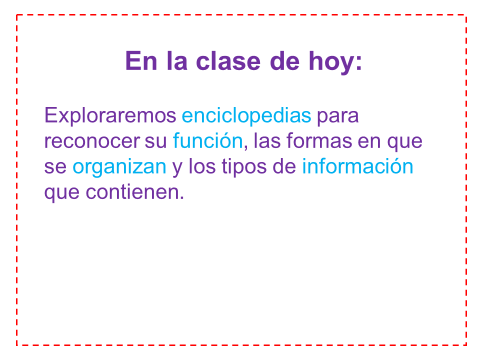 En la clase de hoy:
Exploraremos enciclopedias para
reconocer su función, las formas en que
se organizan y los tipos de información
que contienen.